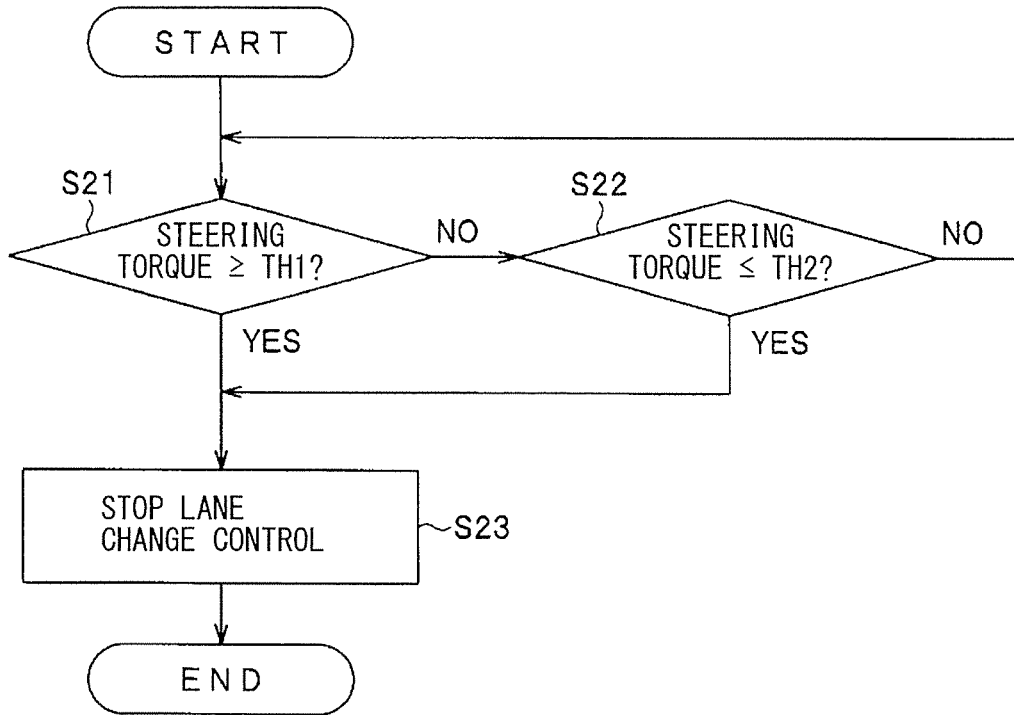 START
S21
STEERING
TORQUE ≥ TH1?
NO
YES
S22
STEERING
TORQUE ≤ TH2?
NO
YES
STOP LANE
CHANGE CONTROL
S23
END